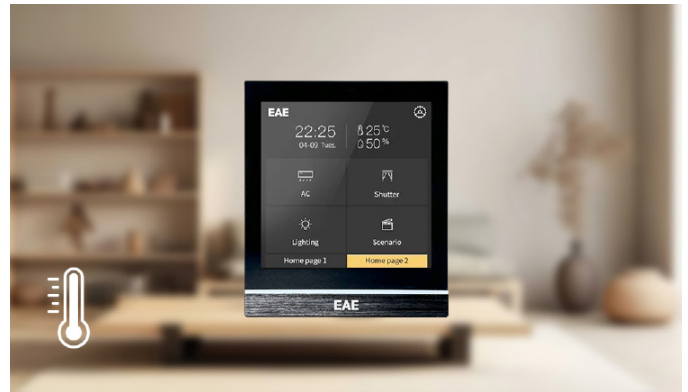 EAE
22:25
04-09 Tues.
25 °C
50 %
AC
Shutter
Lighting
Scenario
Home page 1
Home page 2
EAE